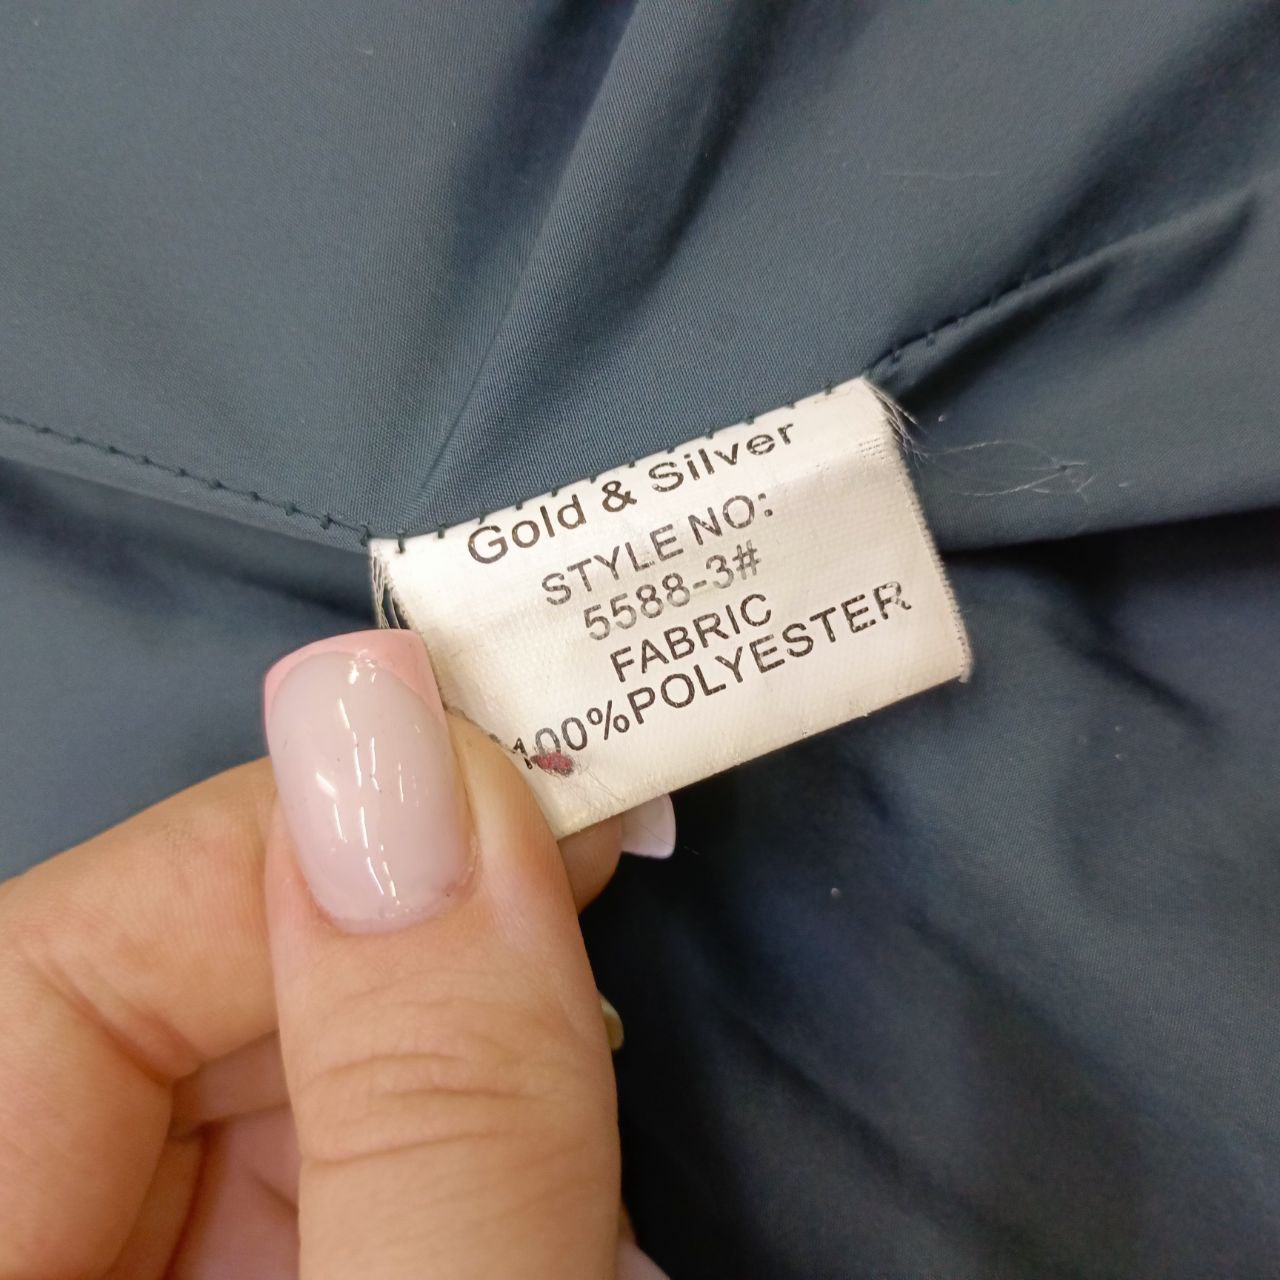 Gold & Silver
STYLE NO:
5588-3#
FABRIC
100%POLYESTER